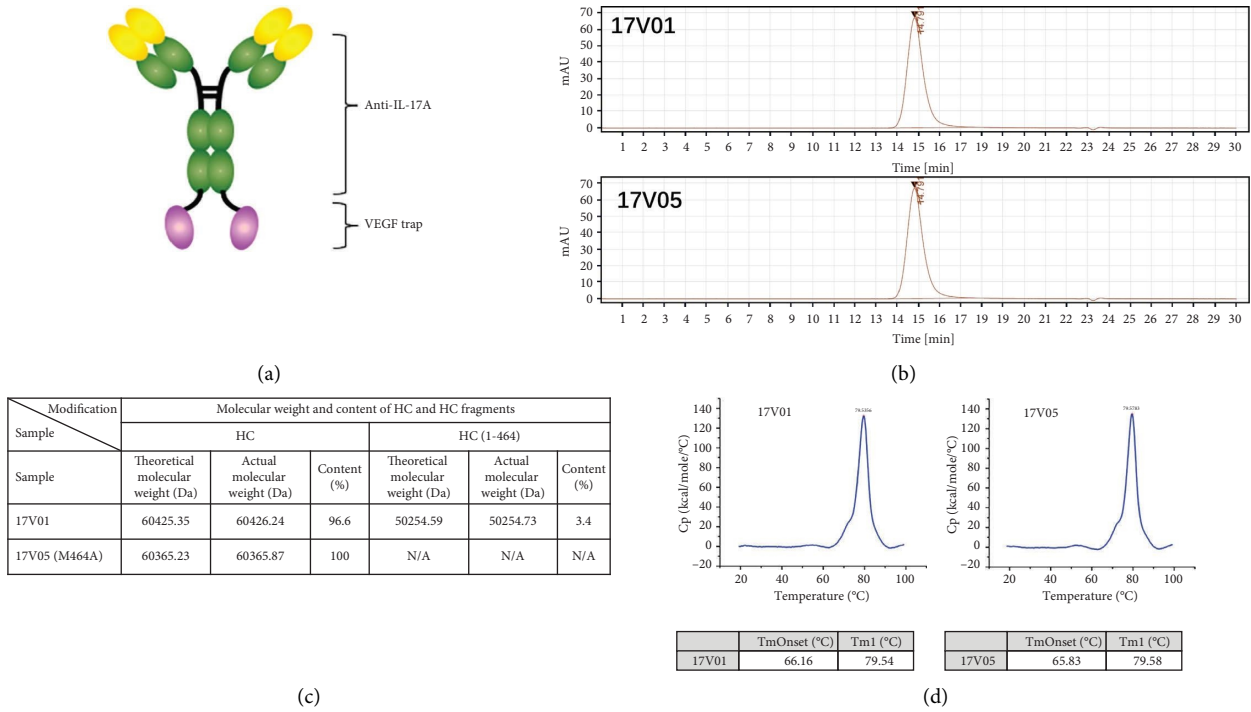 Anti-IL-17A
VEGF trap
(a)
17V01
14.791
mAU
70
60
50
40
30
20
10
0
1 2 3 4 5 6 7 8 9 10 11 12 13 14 15 16 17 18 19 20 21 22 23 24 25 26 27 28 29 30
Time [min]
17V05
14.791
mAU
70
60
50
40
30
20
10
0
1 2 3 4 5 6 7 8 9 10 11 12 13 14 15 16 17 18 19 20 21 22 23 24 25 26 27 28 29 30
Time [min]
(b)
Modification
Sample
Molecular weight and content of HC and HC fragments
HC HC (1-464)
Sample Theoretical molecular weight (Da) Actual molecular weight (Da) Content (%) Theoretical molecular weight (Da) Actual molecular weight (Da) Content (%)
17V01 60425.35 60426.24 96.6 50254.59 50254.73 3.4
17V05 (M464A) 60365.23 60365.87 100 N/A N/A N/A
(c)
17V01
79.5356
Cp (kcal/mole/°C)
140
120
100
80
60
40
20
0
−20
20 40 60 80 100
Temperature (°C)
17V05
79.5781
Cp (kcal/mole/°C)
140
120
100
80
60
40
20
0
−20
20 40 60 80 100
Temperature (°C)
TmOnset (°C) Tm1 (°C)
17V01 66.16 79.54
TmOnset (°C) Tm1 (°C)
17V05 65.83 79.58
(d)